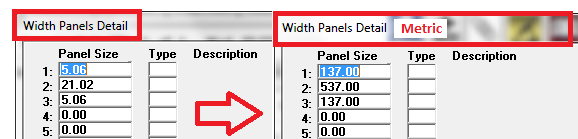 Width Panels Detail
Panel Size Type Description
1: 5.06
2: 21.02
3: 5.06
4: 0.00
5: 0.00
Width Panels Detail Metric
Panel Size Type Description
1: 137.00
2: 537.00
3: 137.00
4: 0.00
5: 0.00